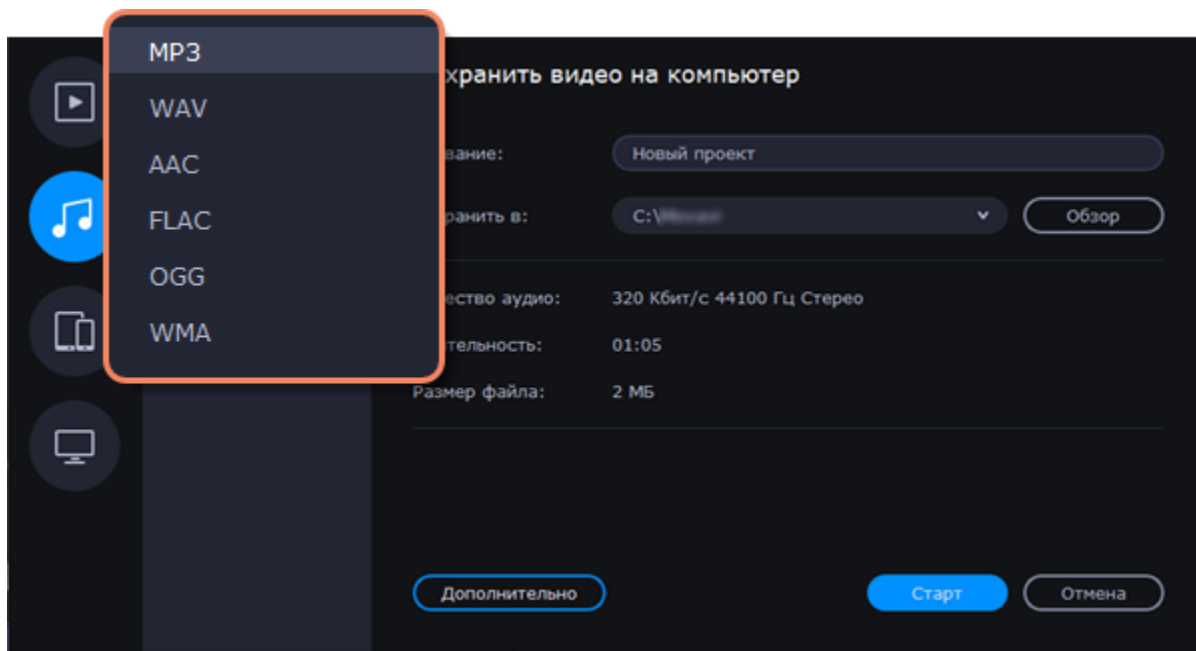 MP3
WAV
AAC
FLAC
OGG
WMA
хранить видео на компьютер
вание: Новый проект
ранить в: C:\ Обзор
ество аудио: 320 Кбит/с 44100 Гц Стерео
тельность: 01:05
Размер файла: 2 МБ
Дополнительно Старт Отмена